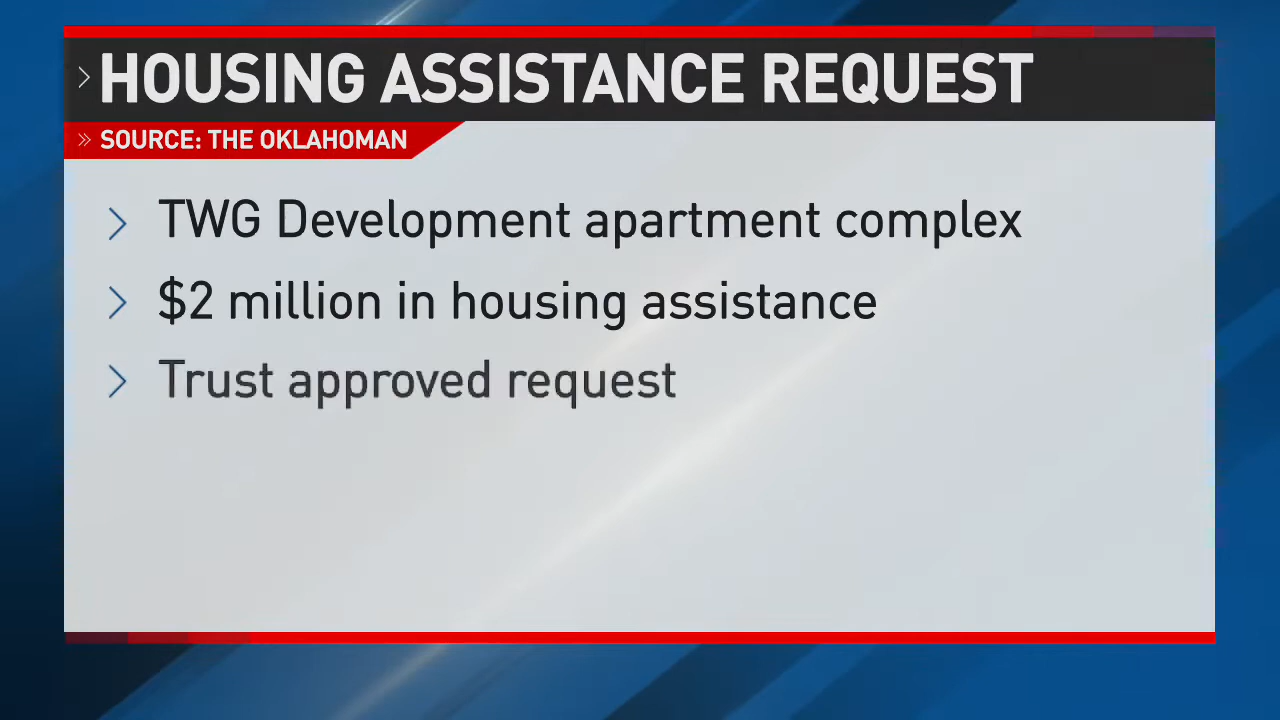 HOUSING ASSISTANCE REQUEST
SOURCE: THE OKLAHOMAN
TWG Development apartment complex
$2 million in housing assistance
Trust approved request